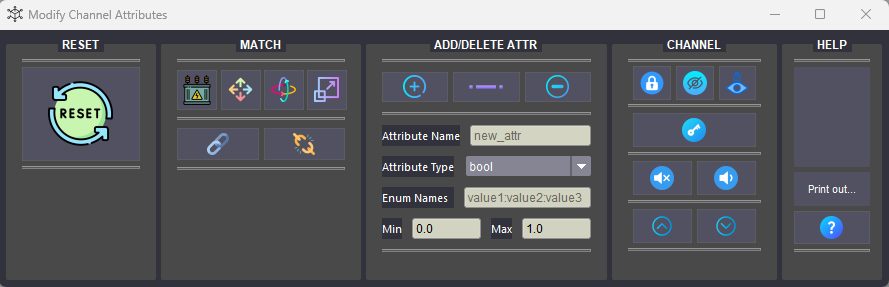 Modify Channel Attributes
RESET
MATCH
ADD/DELETE ATTR
CHANNEL
HELP
RESET
Attribute Name new_attr
Attribute Type bool
Enum Names value1:value2:value3
Min 0.0 Max 1.0
Print out...
?